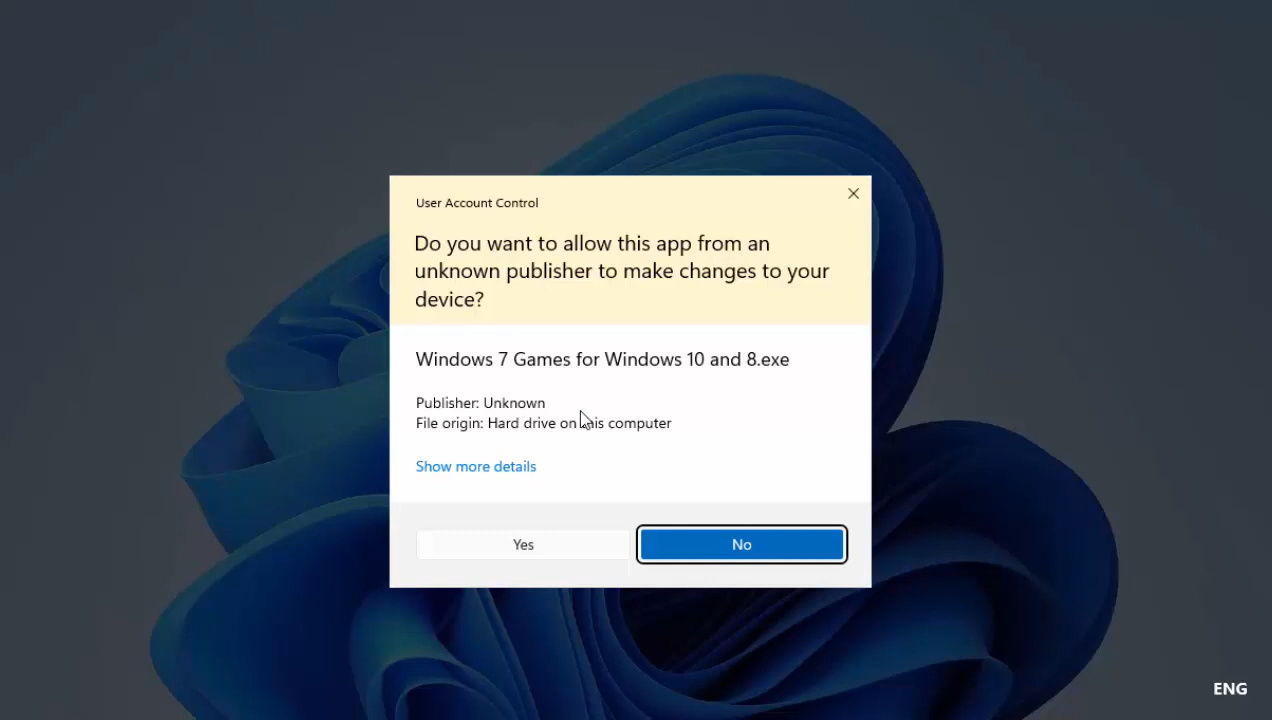 User Account Control
Do you want to allow this app from an
unknown publisher to make changes to your
device?
Windows 7 Games for Windows 10 and 8.exe
Publisher: Unknown
File origin: Hard drive on this computer
Show more details
Yes
No
ENG